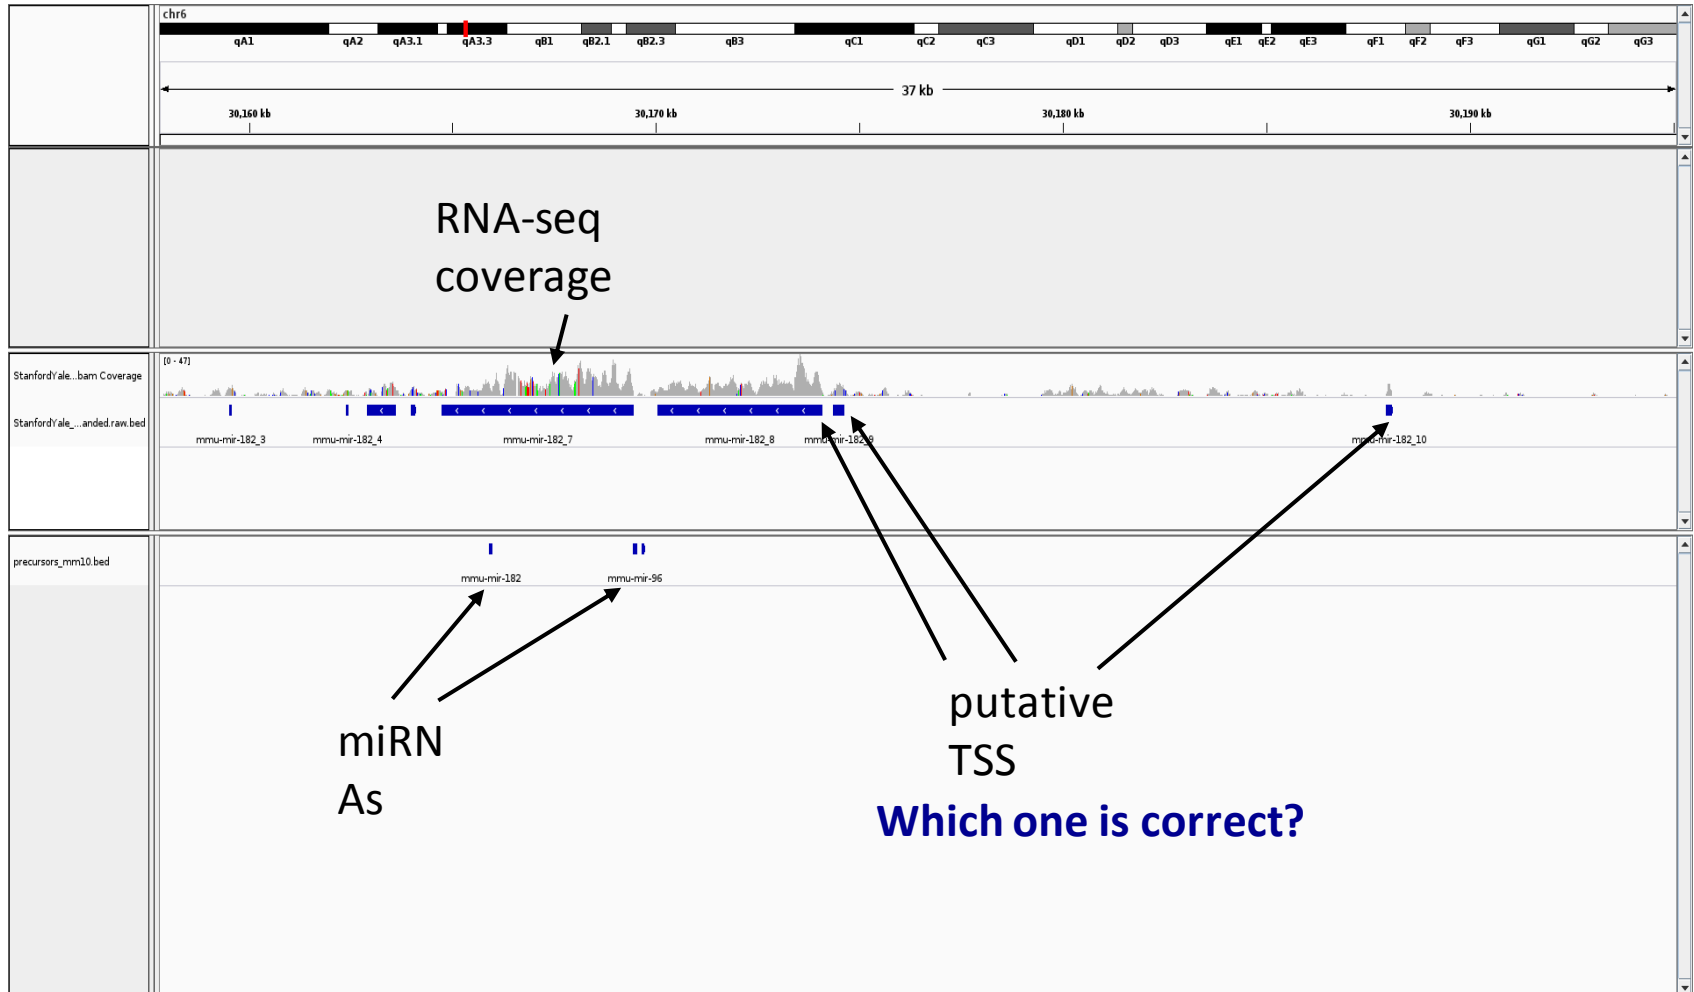 chr6
qA1 qA2 qA3.1 qA3.3 qB1 qB2.1 qB2.3 qB3 qC1 qC2 qC3 qD1 qD2 qD3 qE1 qE2 qE3 qF1 qF2 qF3 qG1 qG2 qG3
37 kb
30,160 kb 30,170 kb 30,180 kb 30,190 kb
RNA-seq
coverage
[0 - 47]
StanfordYale...bam Coverage
StanfordYale_...anded.raw.bed
mmu-mir-182_3 mmu-mir-182_4 mmu-mir-182_7 mmu-mir-182_8 mmu-mir-182_9 mmu-mir-182_10
precursors_mm10.bed
mmu-mir-182 mmu-mir-96
putative
TSS
miRN
As
Which one is correct?